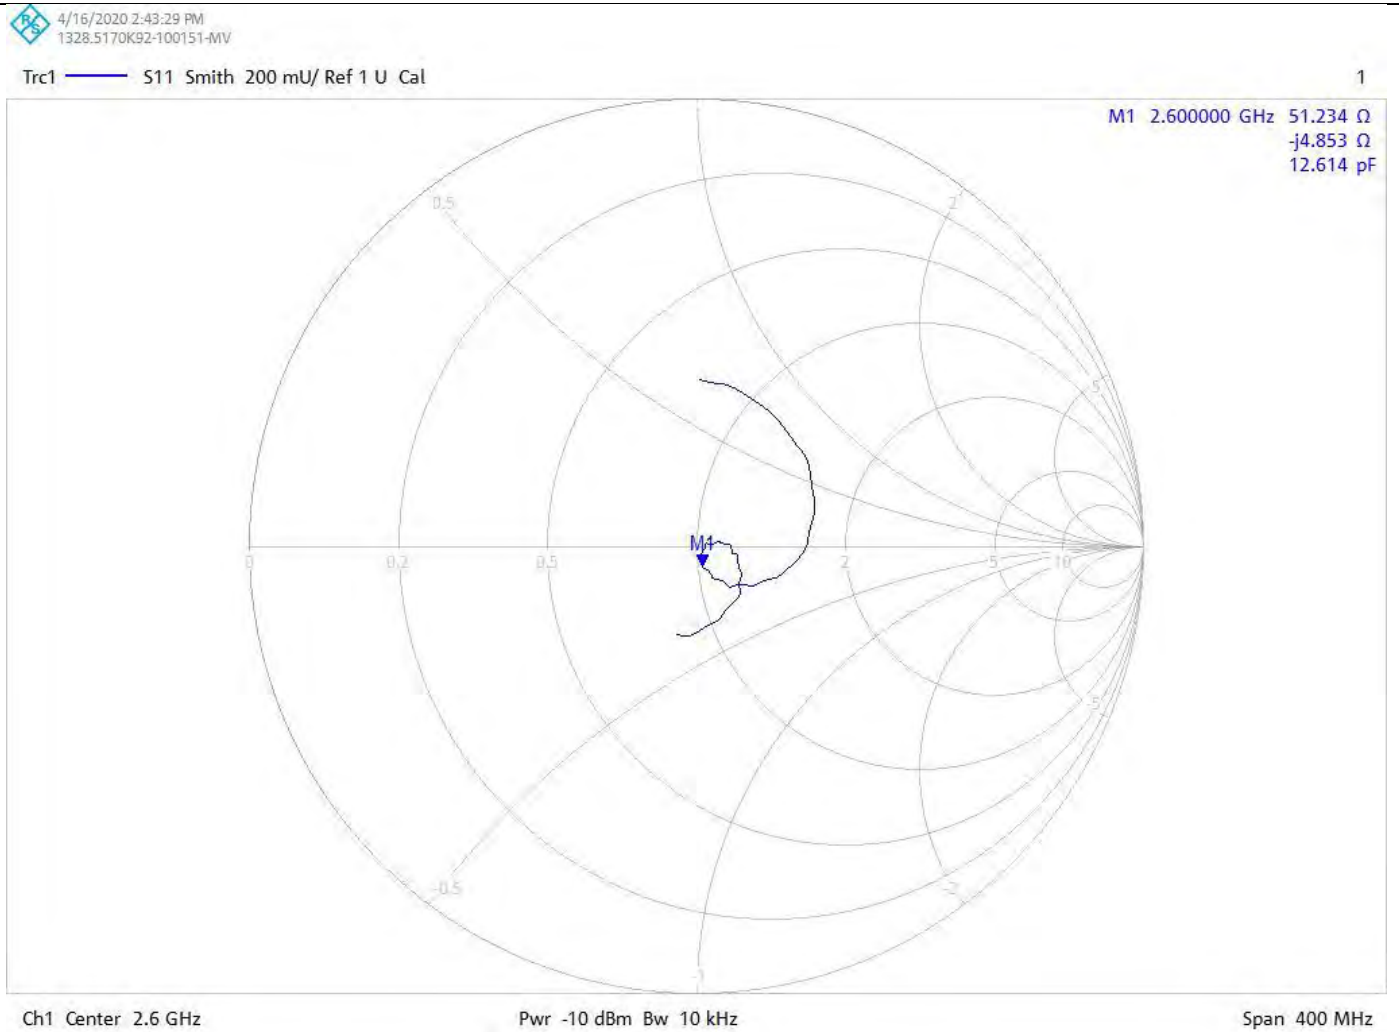 R&S
4/16/2020 2:43:29 PM
1328.5170K92-100151-MV
Trc1 S11 Smith 200 mU/ Ref 1 U Cal 1
M1 2.600000 GHz 51.234 Ω
-j4.853 Ω
12.614 pF
0.5 2
5
M1
0 0.2 0.5 2 5 10
-5
-0.5 -2
-1
Ch1 Center 2.6 GHz Pwr -10 dBm Bw 10 kHz Span 400 MHz